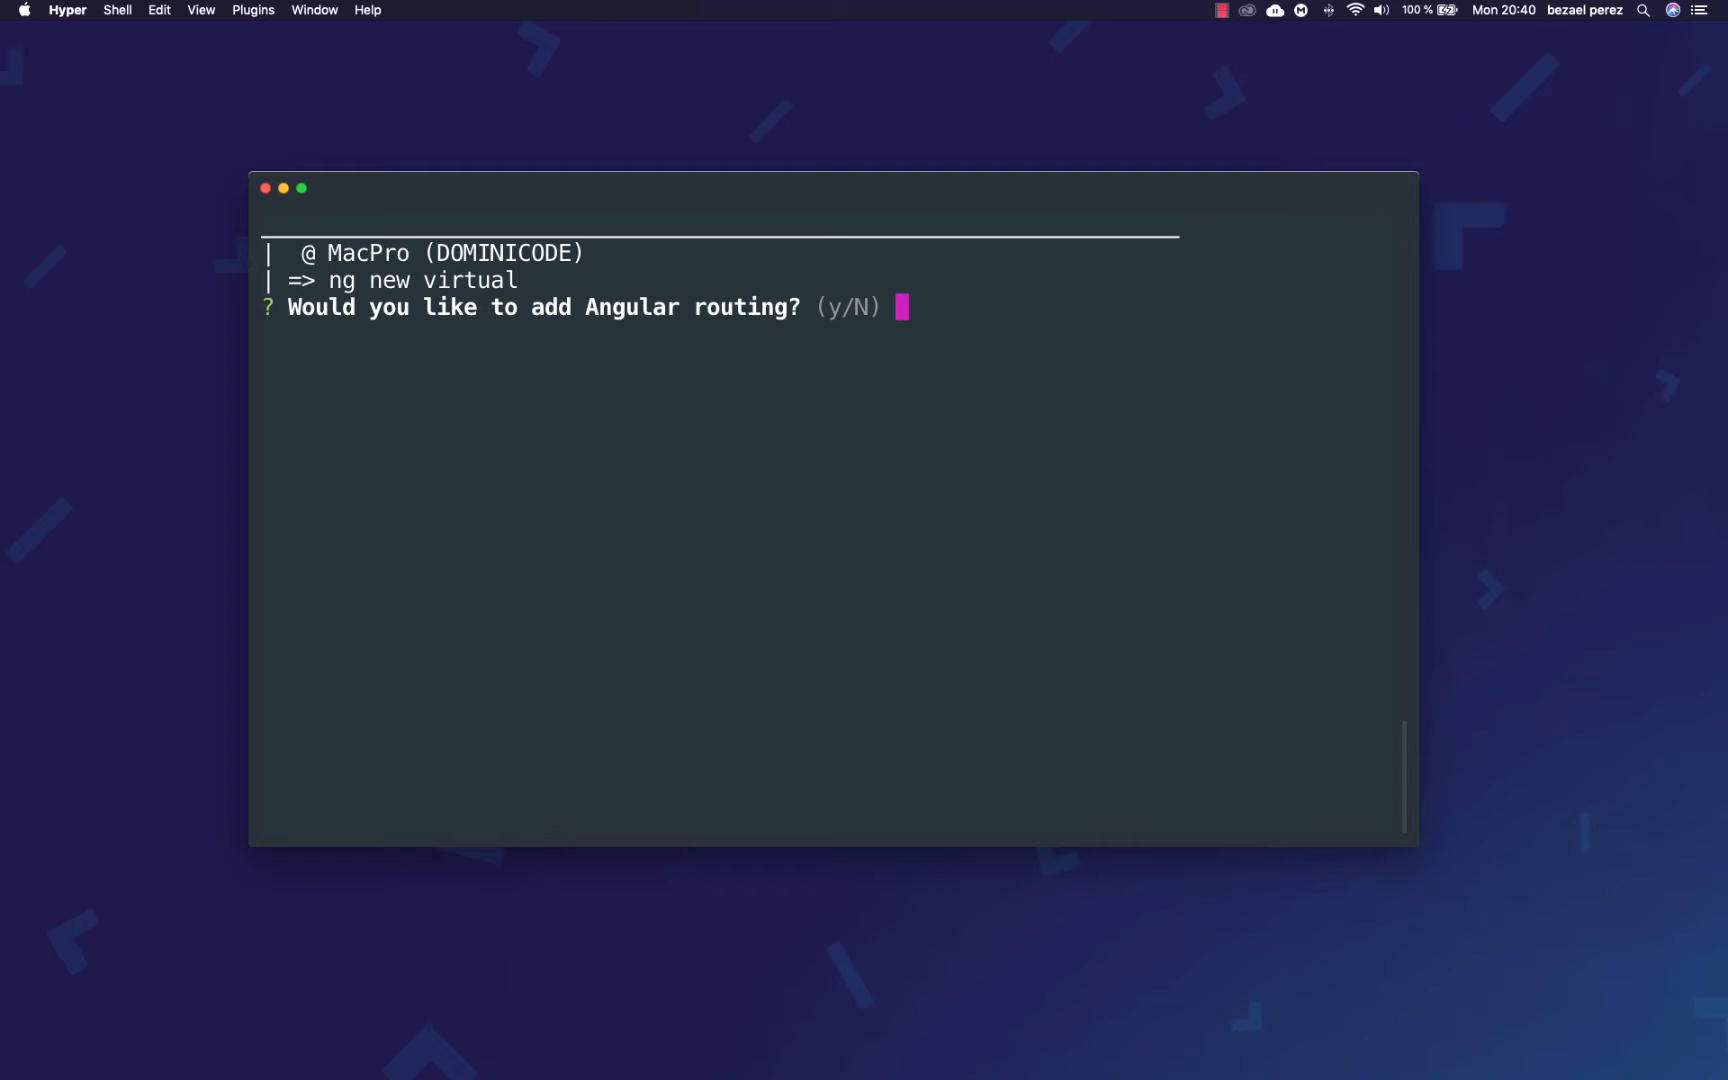 Hyper Shell Edit View Plugins Window Help 100 % Mon 20:40 bezael perez
| @ MacPro (DOMINICODE)
| => ng new virtual
? Would you like to add Angular routing? (y/N)